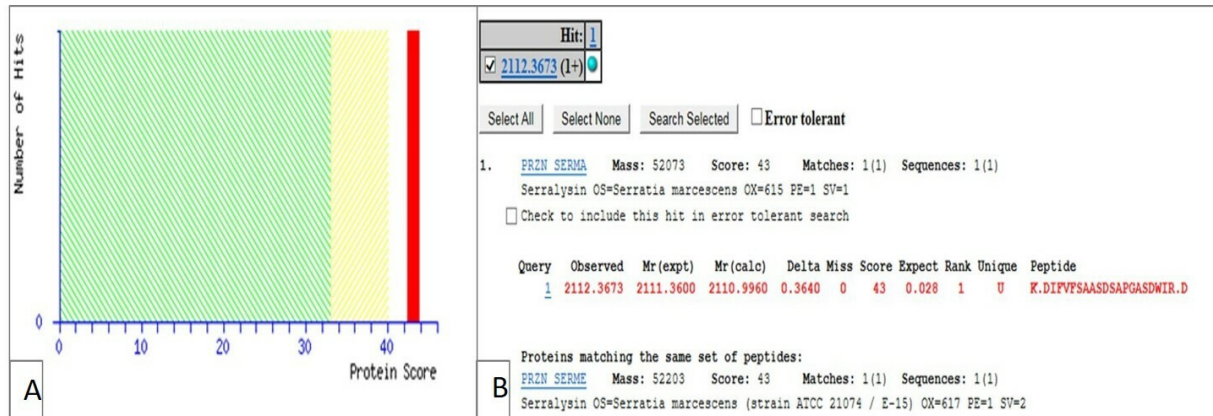 Number of Hits
0
0 10 20 30 40
Protein Score
A
Hit: 1
2112.3673 (1+)
Select All Select None Search Selected Error tolerant
1. PRZN SERMA Mass: 52073 Score: 43 Matches: 1(1) Sequences: 1(1)
Serralysin OS=Serratia marcescens OX=615 PE=1 SV=1
Check to include this hit in error tolerant search
Query Observed Mr(expt) Mr(calc) Delta Miss Score Expect Rank Unique Peptide
1 2112.3673 2111.3600 2110.9960 0.3640 0 43 0.028 1 U K.DIFVFSAASDSAPGASDWIR.D
Proteins matching the same set of peptides:
PRZN SERME Mass: 52203 Score: 43 Matches: 1(1) Sequences: 1(1)
Serralysin OS=Serratia marcescens (strain ATCC 21074 / E-15) OX=617 PE=1 SV=2
B